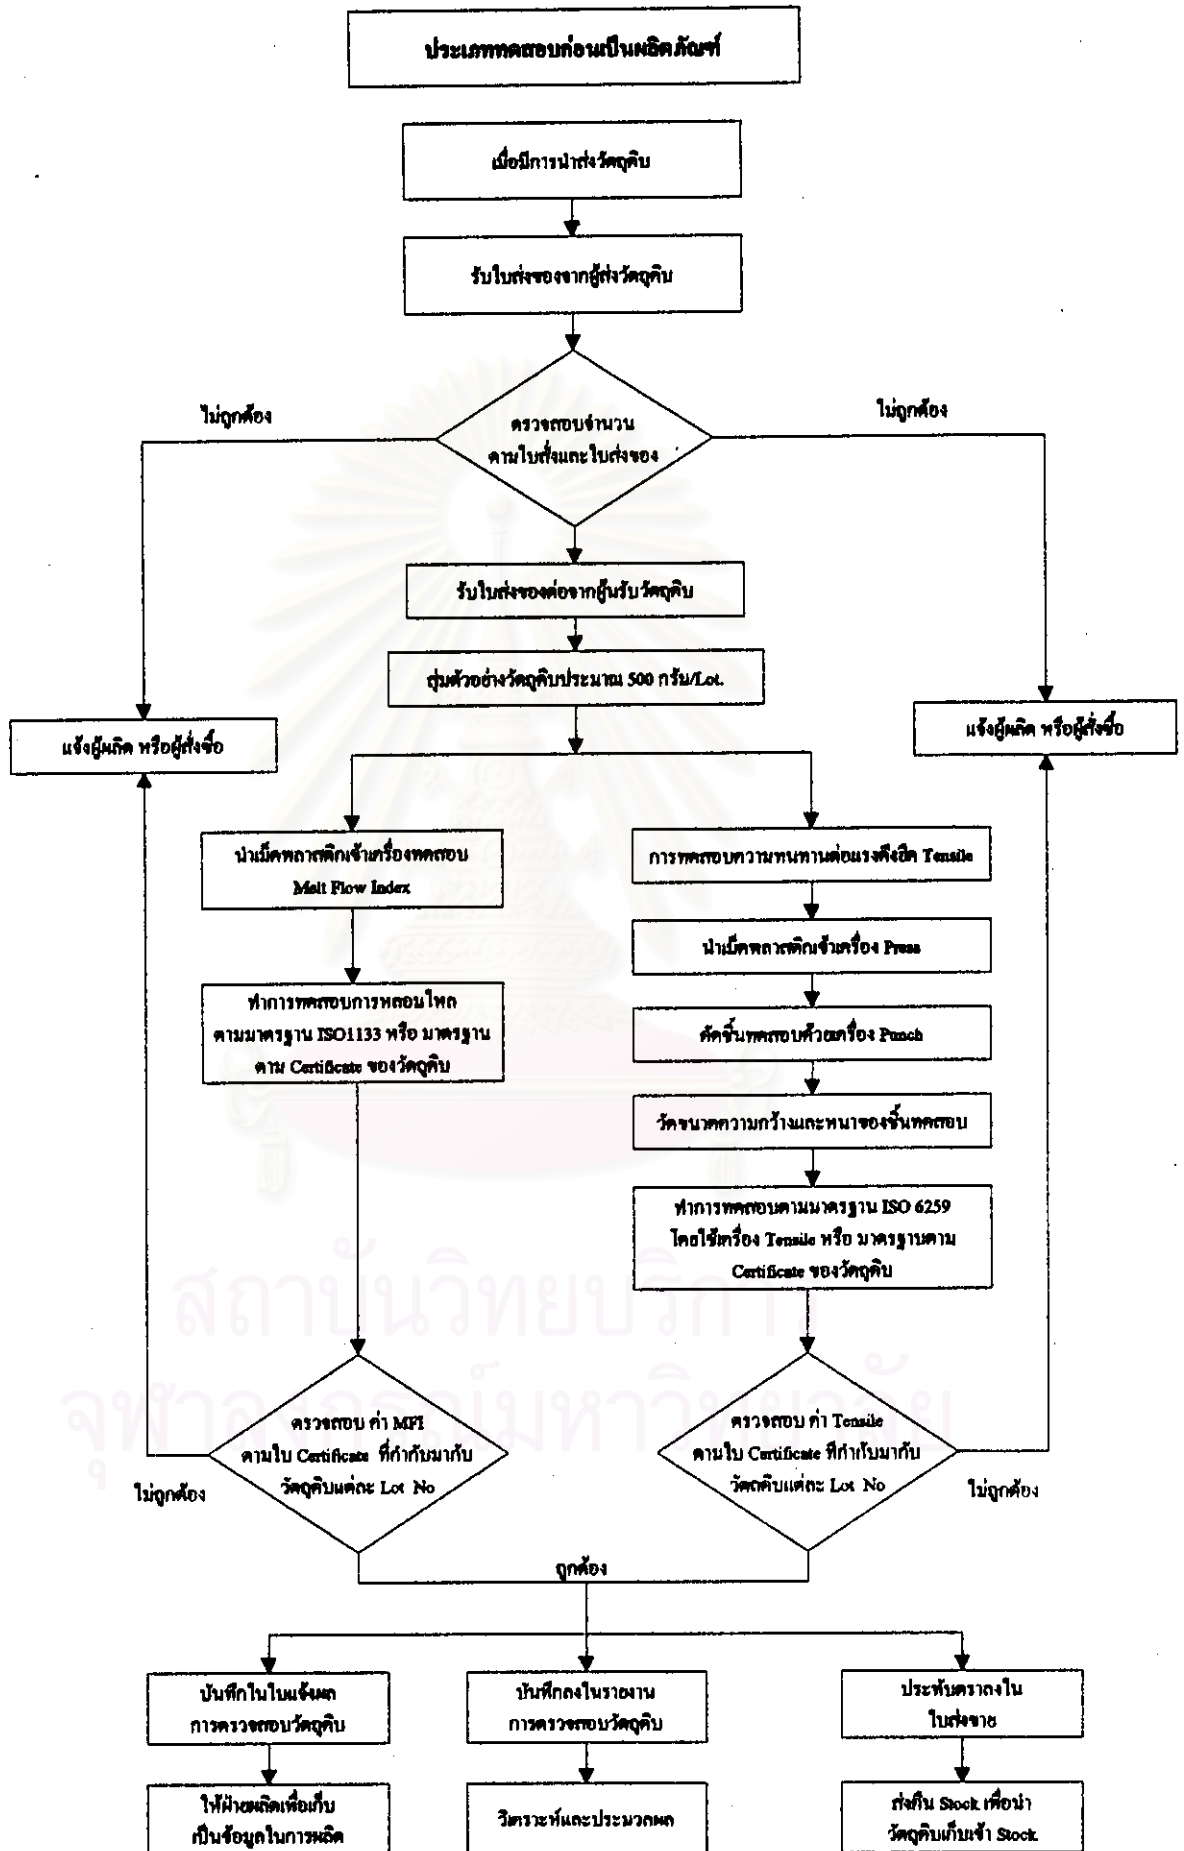 ประเภททดสอบก่อนเป็นผลิตภัณฑ์
เมื่อมีการนำส่งวัตถุดิบ
รับใบส่งของจากผู้ส่งวัตถุดิบ
ไม่ถูกต้อง
ไม่ถูกต้อง
ตรวจสอบจำนวน
ตามใบสั่งและใบส่งของ
รับใบส่งของต่อจากผู้นรับวัตถุดิบ
สุ่มตัวอย่างวัตถุดิบประมาณ 500 กรัม/Lot.
แจ้งผู้ผลิต หรือผู้สั่งซื้อ
แจ้งผู้ผลิต หรือผู้สั่งซื้อ
นำเม็ดพลาสติกเข้าเครื่องทดสอบ
Melt Flow Index
การทดสอบความทนทานต่อแรงดึงยืด Tensile
นำเม็ดพลาสติกเข้าเครื่อง Press
ทำการทดสอบการหลอมไหล
ตามมาตรฐาน ISO1133 หรือ มาตรฐาน
ตาม Certificate ของวัตถุดิบ
ตัดชิ้นทดสอบด้วยเครื่อง Punch
วัดขนาดความกว้างและหนาของชิ้นทดสอบ
ทำการทดสอบตามมาตรฐาน ISO 6259
โดยใช้เครื่อง Tensile หรือ มาตรฐานตาม
Certificate ของวัตถุดิบ
สถาบันวิทยบริการ
จุฬาลงกรณ์มหาวิทยาลัย
ตรวจสอบ ค่า MFI
ตามใบ Certificate ที่กำกับมากับ
วัตถุดิบแต่ละ Lot No
ตรวจสอบ ค่า Tensile
ตามใบ Certificate ที่กำกับมากับ
วัตถุดิบแต่ละ Lot No
ไม่ถูกต้อง
ไม่ถูกต้อง
ถูกต้อง
บันทึกในใบแจ้งผล
การตรวจสอบวัตถุดิบ
บันทึกลงในรายงาน
การตรวจสอบวัตถุดิบ
ประทับตราลงใน
ใบส่งขาย
ให้ฝ่ายผลิตเพื่อเก็บ
เป็นข้อมูลในการผลิต
วิเคราะห์และประมวลผล
ส่งคืน Stock เพื่อนำ
วัตถุดิบเก็บเข้า Stock